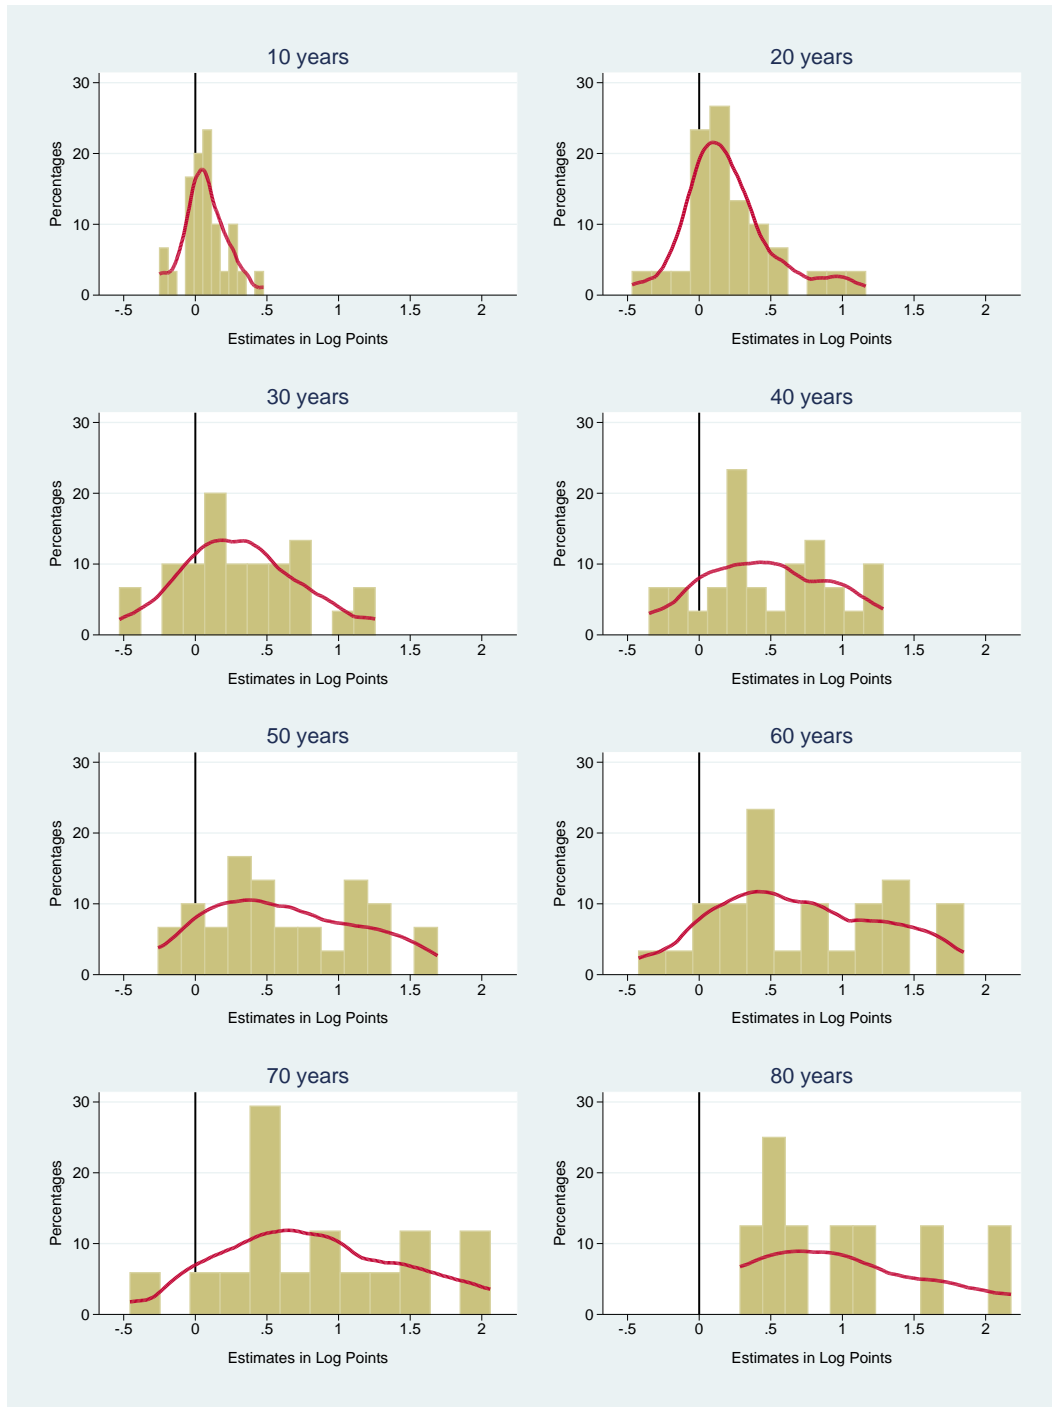 10 years
20 years
30
20
10
0
Percentages
-.5 0 .5 1 1.5 2
Estimates in Log Points
30
20
10
0
Percentages
-.5 0 .5 1 1.5 2
Estimates in Log Points
30 years
40 years
30
20
10
0
Percentages
-.5 0 .5 1 1.5 2
Estimates in Log Points
30
20
10
0
Percentages
-.5 0 .5 1 1.5 2
Estimates in Log Points
50 years
60 years
30
20
10
0
Percentages
-.5 0 .5 1 1.5 2
Estimates in Log Points
30
20
10
0
Percentages
-.5 0 .5 1 1.5 2
Estimates in Log Points
70 years
80 years
30
20
10
0
Percentages
-.5 0 .5 1 1.5 2
Estimates in Log Points
30
20
10
0
Percentages
-.5 0 .5 1 1.5 2
Estimates in Log Points